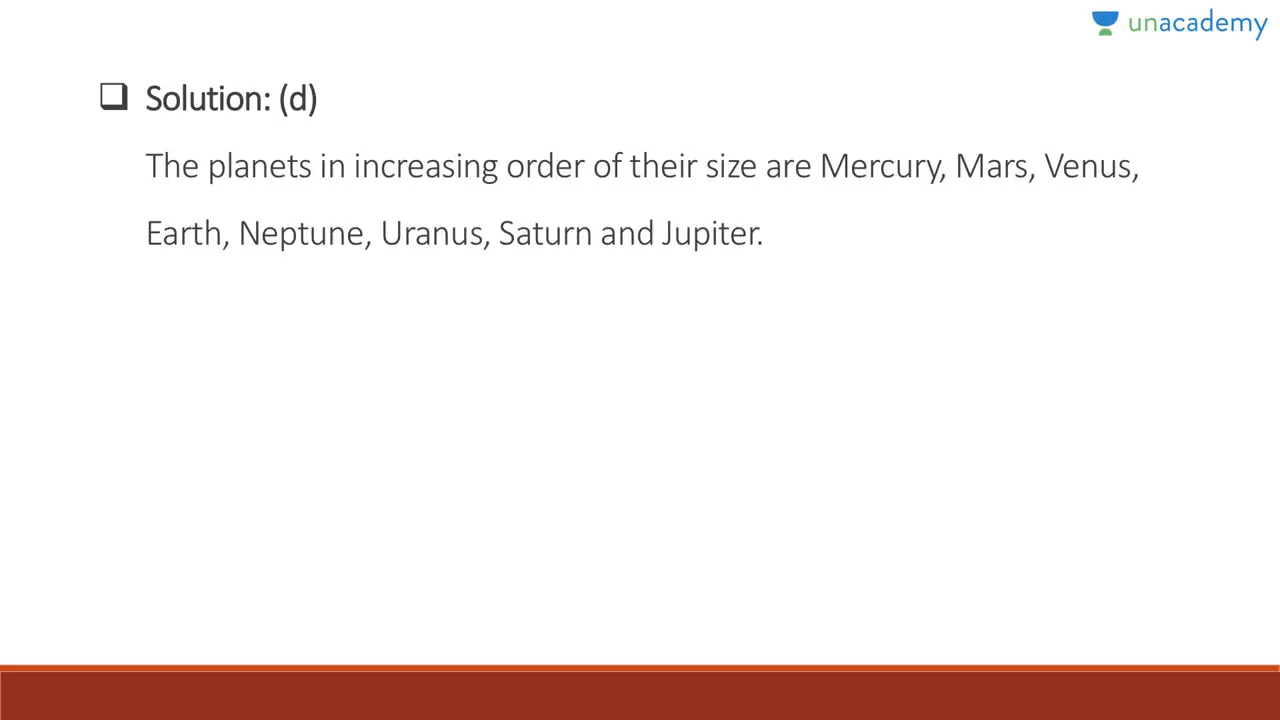 unacademy
Solution: (d)
The planets in increasing order of their size are Mercury, Mars, Venus,
Earth, Neptune, Uranus, Saturn and Jupiter.